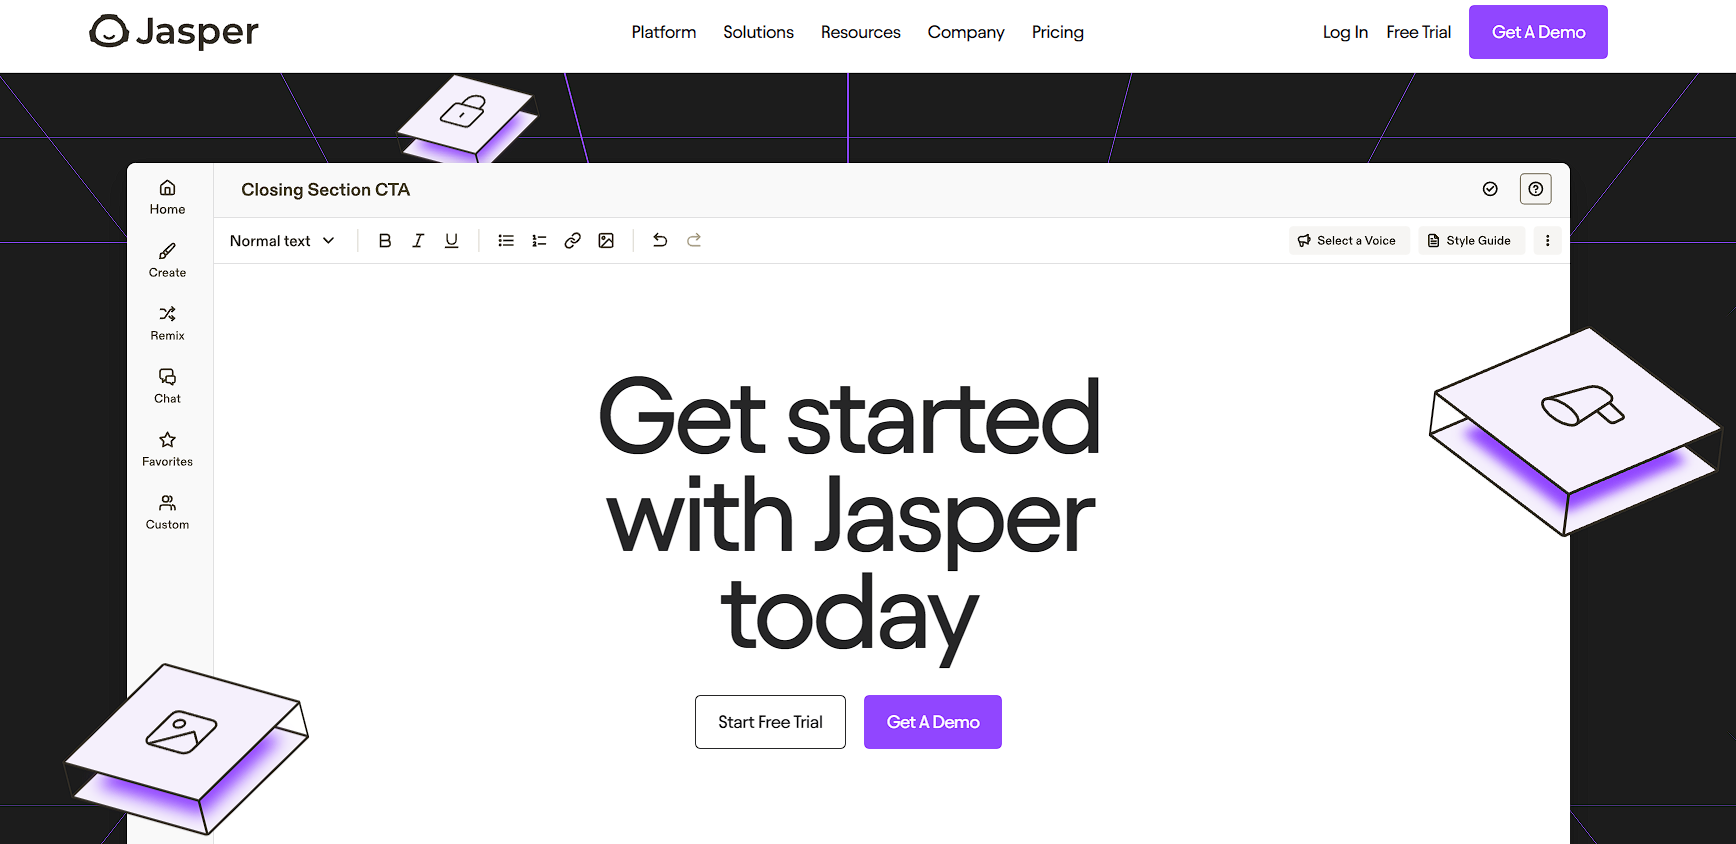 Jasper
Platform Solutions Resources Company Pricing
Log In Free Trial Get A Demo
Home
Create
Remix
Chat
Favorites
Custom
Closing Section CTA
Normal text
Select a Voice Style Guide
Get started
with Jasper
today
Start Free Trial Get A Demo